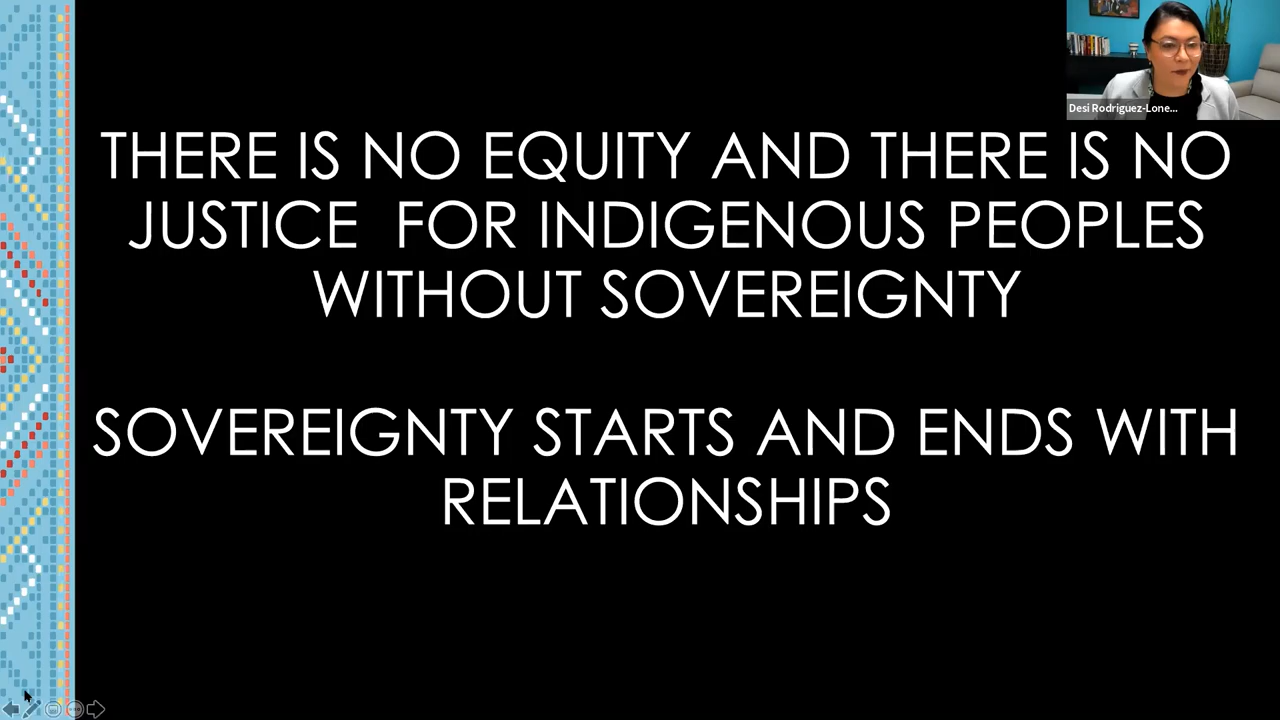 Desi Rodriguez-Lone...
THERE IS NO EQUITY AND THERE IS NO
JUSTICE  FOR INDIGENOUS PEOPLES
WITHOUT SOVEREIGNTY
SOVEREIGNTY STARTS AND ENDS WITH
RELATIONSHIPS